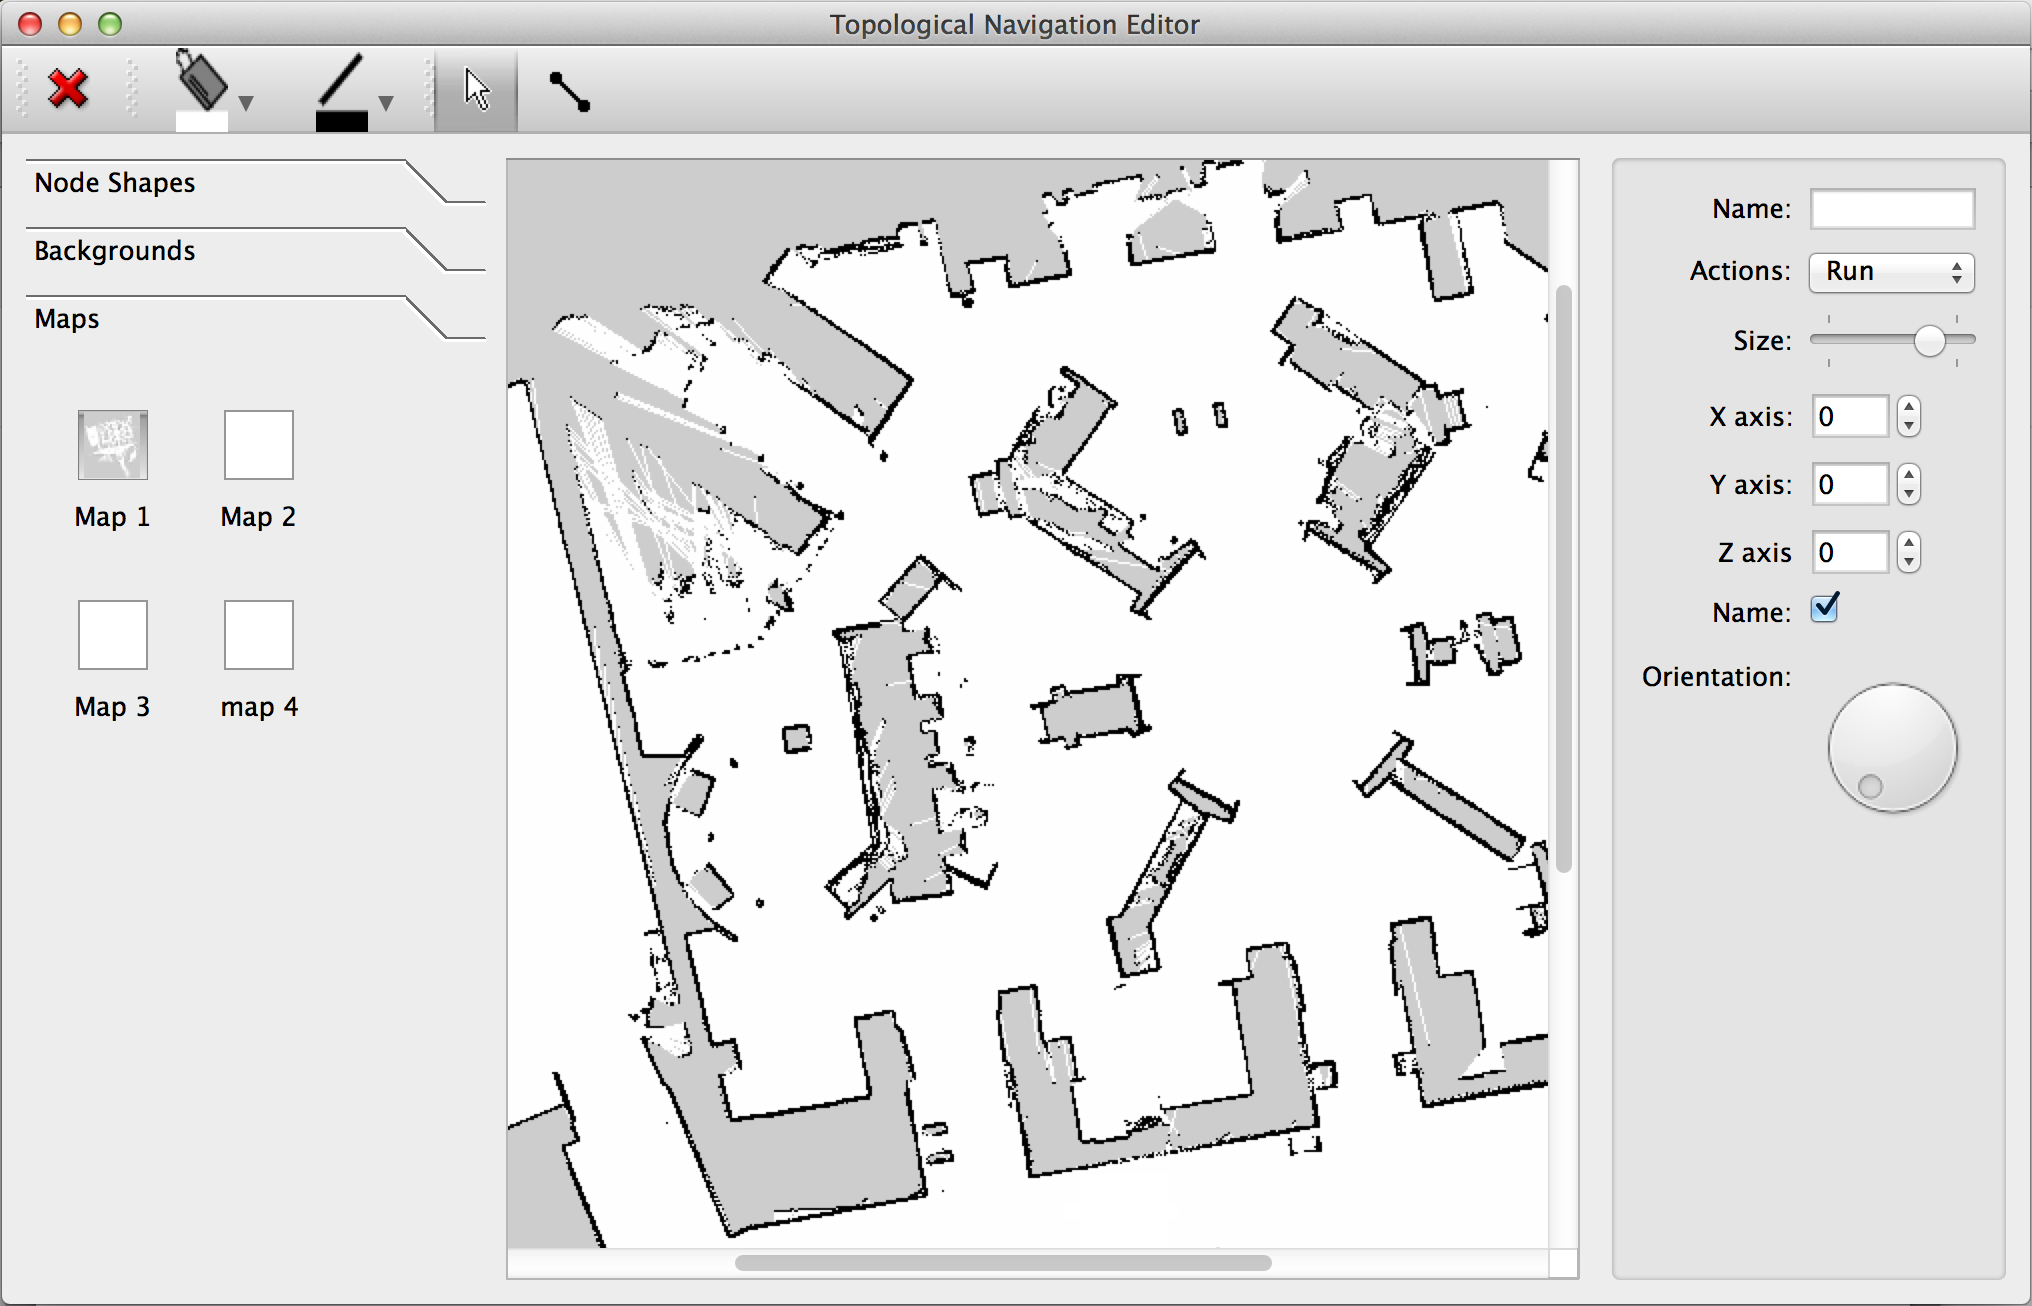 Topological Navigation Editor
Node Shapes
Backgrounds
Maps
Map 1
Map 2
Map 3
map 4
Name:
Actions:
Run
Size:
X axis:
0
Y axis:
0
Z axis
0
Name:
Orientation: